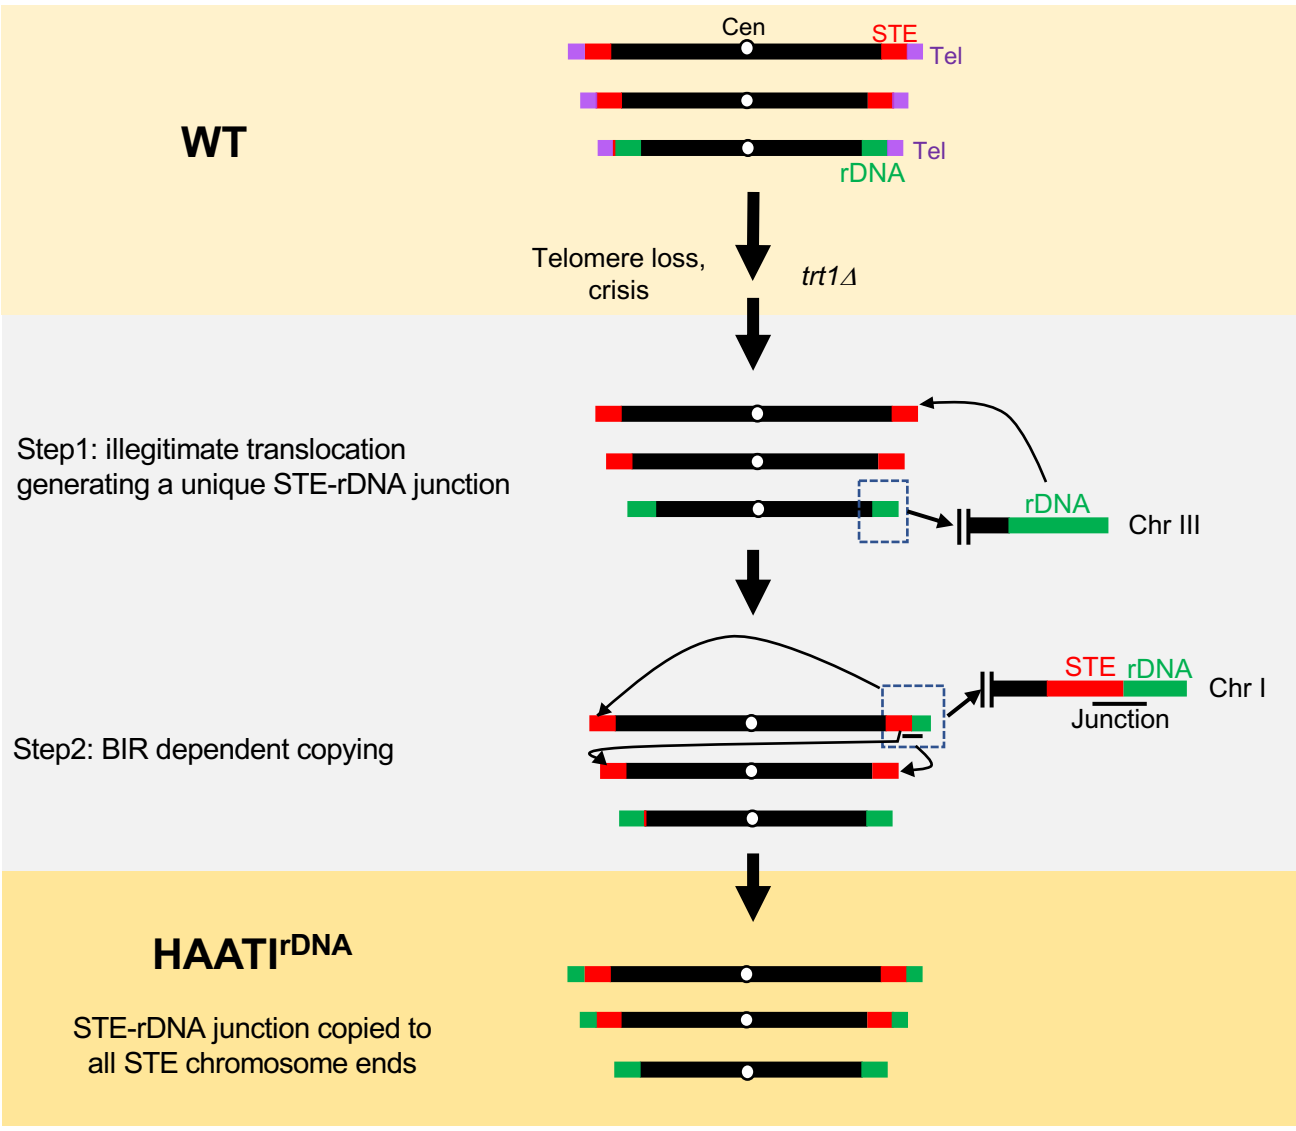 Cen
STE
Tel
WT
Tel
rDNA
Telomere loss,
crisis
trt1Δ
Step1: illegitimate translocation
generating a unique STE-rDNA junction
rDNA
Chr III
STE
rDNA
Chr I
Junction
Step2: BIR dependent copying
HAATIrDNA
STE-rDNA junction copied to
all STE chromosome ends